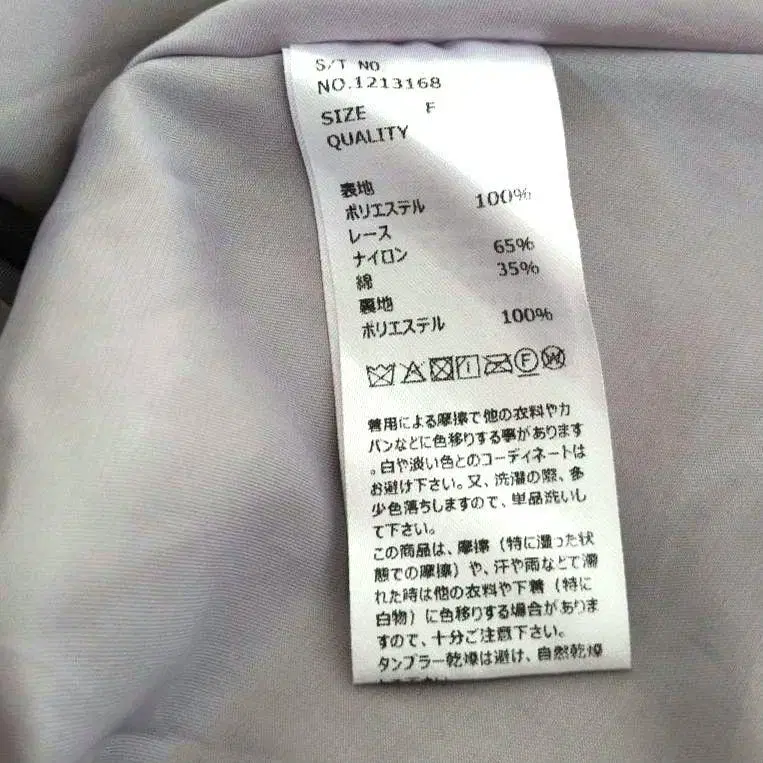 S/T NO
NO.1213168
SIZE F
QUALITY
表地
ポリエステル 100%
レース
ナイロン 65%
綿 35%
裏地
ポリエステル 100%
着用による摩擦で他の衣料やカ
バンなどに色移りする事があります
。白や淡い色とのコーディネートは
お避け下さい。又、洗濯の際、多
少色落ちしますので、単品洗いし
て下さい。
この商品は、摩擦（特に湿った状
態での摩擦）や、汗や雨などで濡
れた時は他の衣料や下着（特に
白物）に色移りする場合がありま
すので、十分ご注意下さい。
タンブラー乾燥は避け、自然乾燥